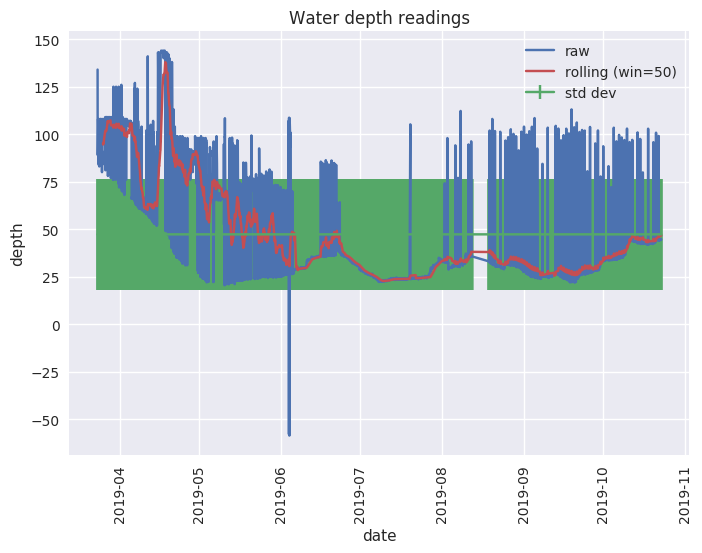 Water depth readings
150
125
100
75
50
25
0
−25
−50
depth
raw
rolling (win=50)
std dev
2019-04
2019-05
2019-06
2019-07
2019-08
2019-09
2019-10
2019-11
date